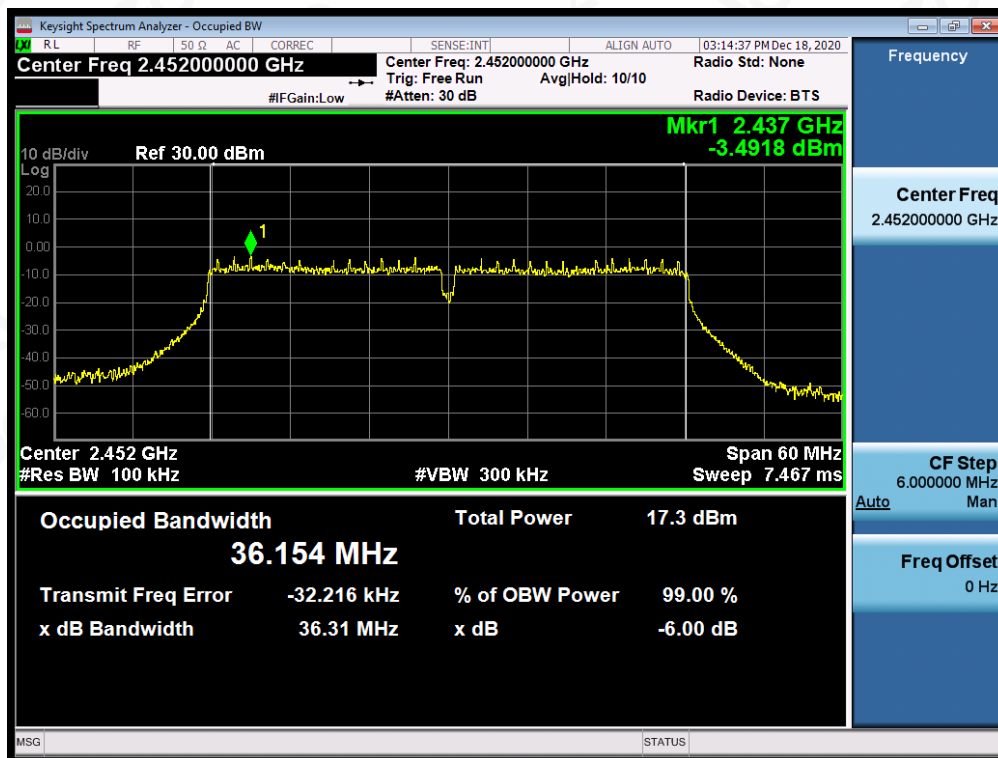 Keysight Spectrum Analyzer - Occupied BW
LXI RL RF 50 Ω AC CORREC SENSE:INT ALIGN AUTO 03:14:37 PM Dec 18, 2020
Center Freq 2.452000000 GHz
#IFGain:Low
Center Freq: 2.452000000 GHz
Trig: Free Run Avg|Hold: 10/10
#Atten: 30 dB
Radio Std: None
Radio Device: BTS
Mkr1 2.437 GHz
-3.4918 dBm
10 dB/div Ref 30.00 dBm
Log
20.0
10.0
0.00
-10.0
-20.0
-30.0
-40.0
-50.0
-60.0
1
Center 2.452 GHz Span 60 MHz
#Res BW 100 kHz #VBW 300 kHz Sweep 7.467 ms
Occupied Bandwidth Total Power 17.3 dBm
36.154 MHz
Transmit Freq Error -32.216 kHz % of OBW Power 99.00 %
x dB Bandwidth 36.31 MHz x dB -6.00 dB
MSG STATUS
Frequency
Center Freq
2.452000000 GHz
CF Step
6.000000 MHz
Auto Man
Freq Offset
0 Hz